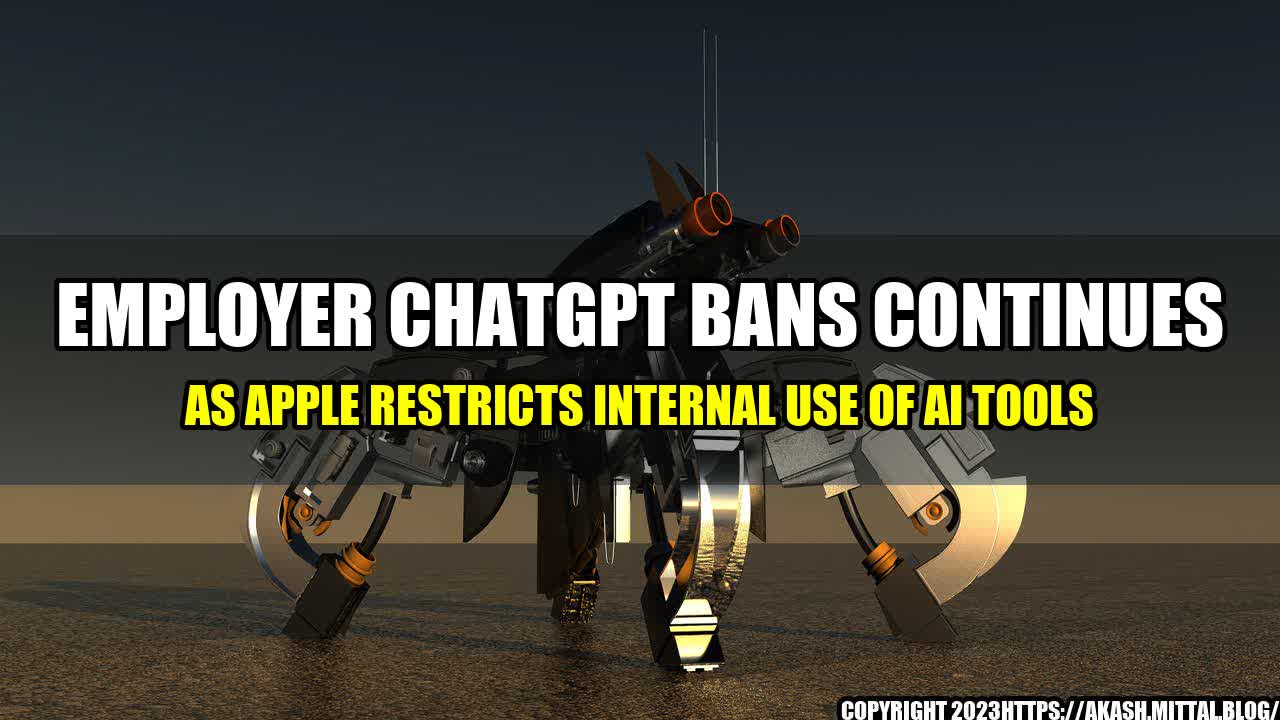 EMPLOYER CHATGPT BANS CONTINUES
AS APPLE RESTRICTS INTERNAL USE OF AI TOOLS
COPYRIGHT 2023HTTPS://AKASH.MITTAL.BLOG/